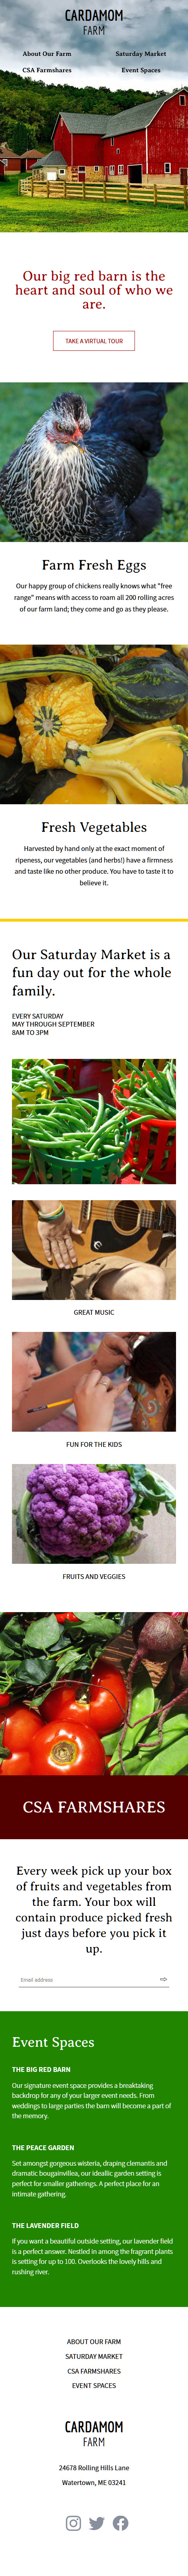 CARDAMOM
FARM
About Our Farm
Saturday Market
CSA Farmshares
Event Spaces
Our big red barn is the
heart and soul of who we
are.
TAKE A VIRTUAL TOUR
Farm Fresh Eggs
Our happy group of chickens really knows what "free
range" means with access to roam all 200 rolling acres
of our farm land; they come and go as they please.
Fresh Vegetables
Harvested by hand only at the exact moment of
ripeness, our vegetables (and herbs!) have a firmness
and taste like no other produce. You have to taste it to
believe it.
Our Saturday Market is a
fun day out for the whole
family.
EVERY SATURDAY
MAY THROUGH SEPTEMBER
8AM TO 3PM
GREAT MUSIC
FUN FOR THE KIDS
FRUITS AND VEGGIES
CSA FARMSHARES
Every week pick up your box
of fruits and vegetables from
the farm. Your box will
contain produce picked fresh
just days before you pick it
up.
Email address
Event Spaces
THE BIG RED BARN
Our signature event space provides a breaktaking
backdrop for any of your larger event needs. From
weddings to large parties the barn will become a part of
the memory.
THE PEACE GARDEN
Set amongst gorgeous wisteria, draping clemantis and
dramatic bougainvillea, our ideallic garden setting is
perfect for smaller gatherings. A perfect place for an
intimate gathering.
THE LAVENDER FIELD
If you want a beautiful outside setting, our lavender field
is a perfect answer. Nestled in among the fragrant plants
is setting for up to 100. Overlooks the lovely hills and
rushing river.
ABOUT OUR FARM
SATURDAY MARKET
CSA FARMSHARES
EVENT SPACES
CARDAMOM
FARM
24678 Rolling Hills Lane
Watertown, ME 03241